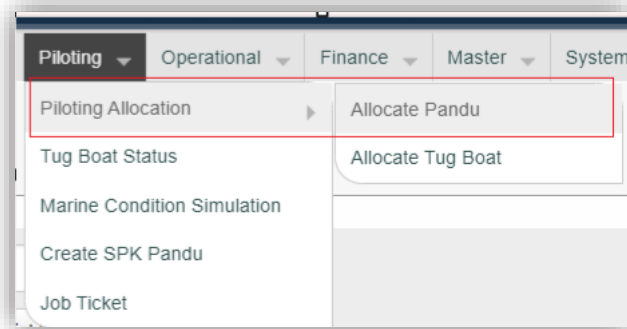 Piloting Operational Finance Master System
Piloting Allocation Allocate Pandu
Tug Boat Status Allocate Tug Boat
Marine Condition Simulation
Create SPK Pandu
Job Ticket